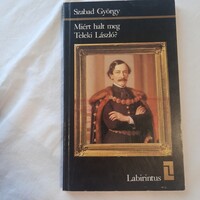 Szabad György
Miért halt meg
Teleki László?
Labirintus